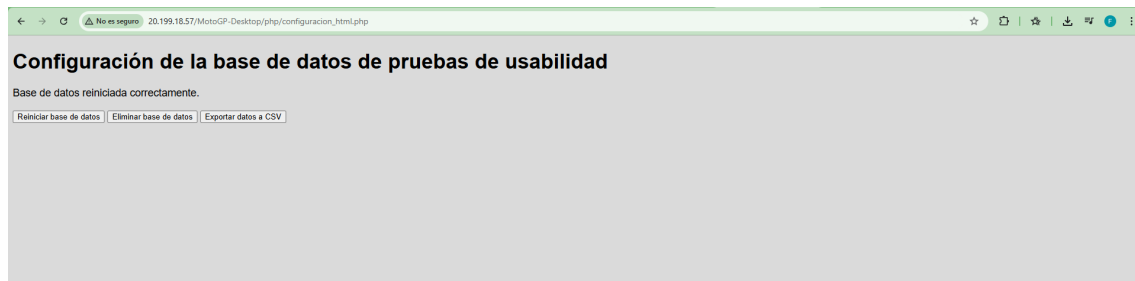 No es seguro 20.199.18.57/MotoGP-Desktop/php/configuracion_html.php
Configuración de la base de datos de pruebas de usabilidad
Base de datos reiniciada correctamente.
Reiniciar base de datos Eliminar base de datos Exportar datos a CSV